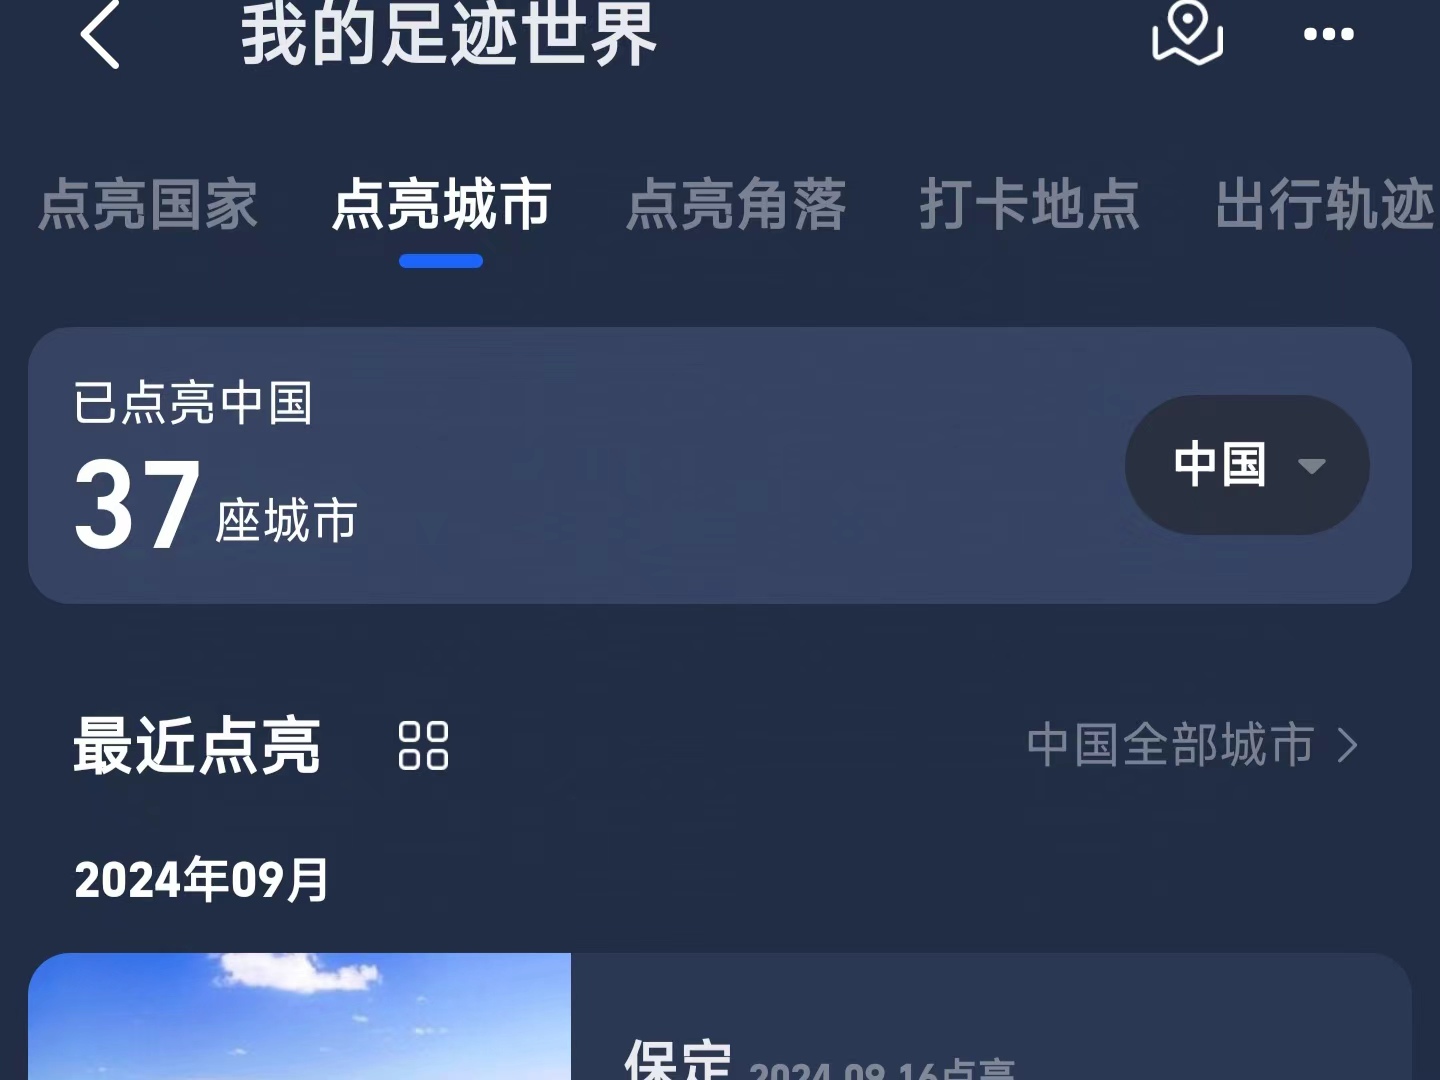 我的足迹世界
点亮国家 点亮城市 点亮角落 打卡地点 出行轨迹
已点亮中国
37 座城市
中国
最近点亮
中国全部城市
2024年09月
保定 2024.09.16点亮